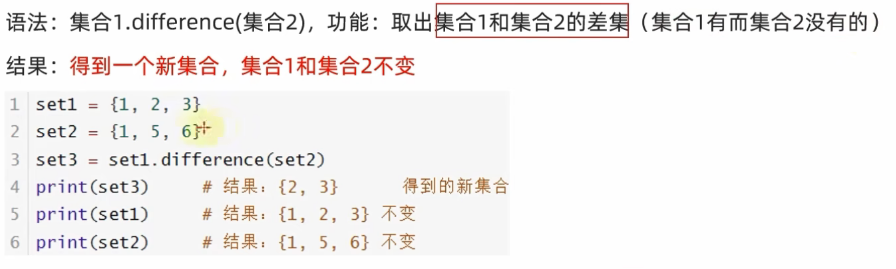 语法：集合1.difference(集合2)，功能：取出集合1和集合2的差集（集合1有而集合2没有的）
结果：得到一个新集合，集合1和集合2不变
1 set1 = {1, 2, 3}
2 set2 = {1, 5, 6}
3 set3 = set1.difference(set2)
4 print(set3) # 结果：{2, 3} 得到的新集合
5 print(set1) # 结果：{1, 2, 3} 不变
6 print(set2) # 结果：{1, 5, 6} 不变